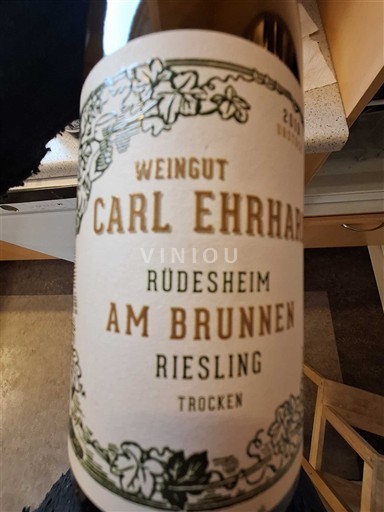 WEINGUT
CARL EHRHAR
VINIOU
RÜDESHEIM
AM BRUNNEN
RIESLING
TROCKEN